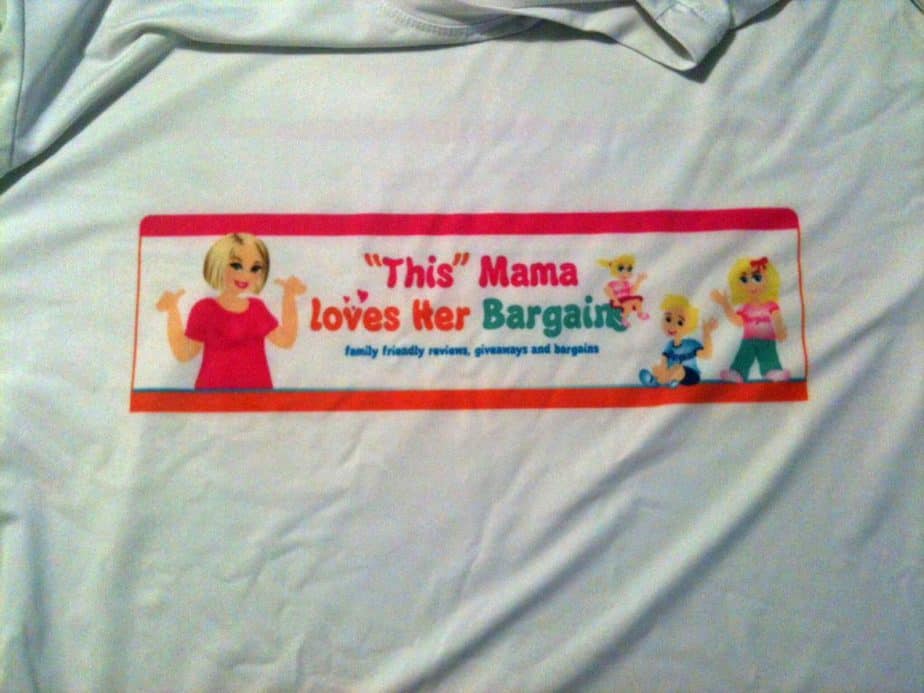 "This" Mama
loves Her Bargains
family friendly reviews, giveaways and bargains